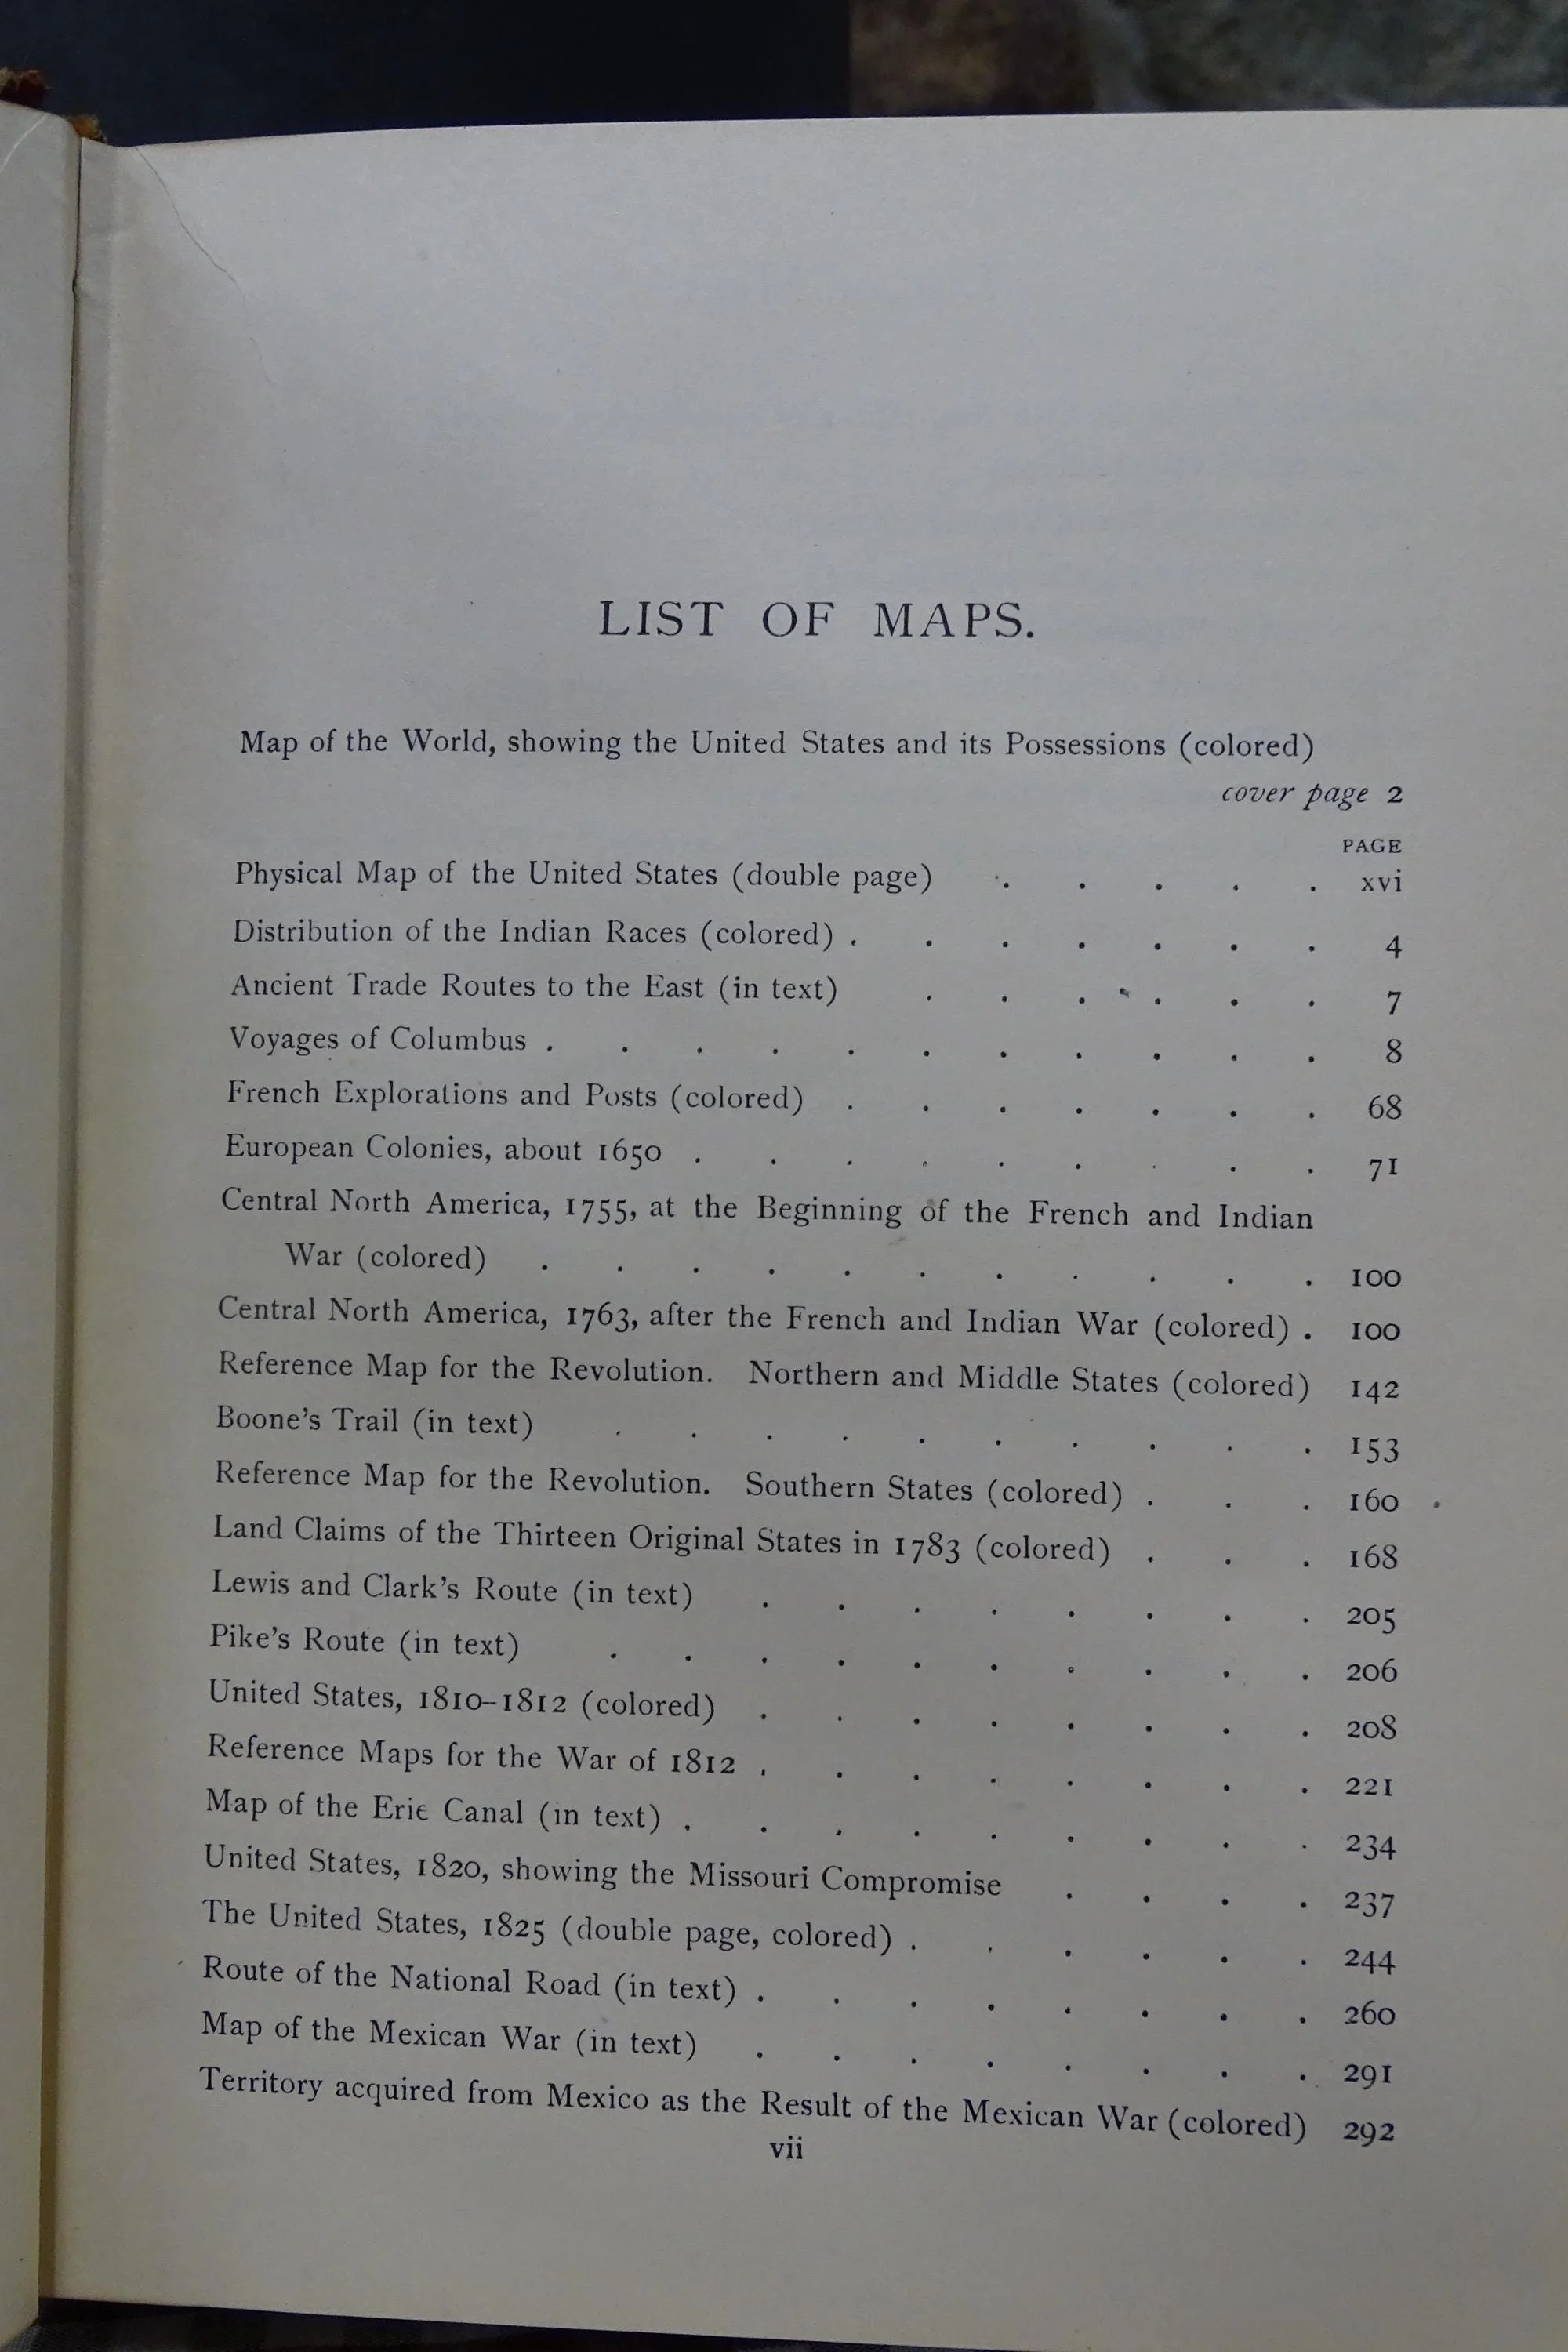 LIST OF MAPS.
Map of the World, showing the United States and its Possessions (colored)
cover page 2
PAGE
Physical Map of the United States (double page) . . . . . xvi
Distribution of the Indian Races (colored) . . . . . . . 4
Ancient Trade Routes to the East (in text) . . . . . . 7
Voyages of Columbus . . . . . . . . . . . 8
French Explorations and Posts (colored) . . . . . . . 68
European Colonies, about 1650 . . . . . . . . . 71
Central North America, 1755, at the Beginning of the French and Indian
War (colored) . . . . . . . . . . . 100
Central North America, 1763, after the French and Indian War (colored) . 100
Reference Map for the Revolution. Northern and Middle States (colored) 142
Boone's Trail (in text) . . . . . . . . . . 153
Reference Map for the Revolution. Southern States (colored) . . . 160
Land Claims of the Thirteen Original States in 1783 (colored) . . . 168
Lewis and Clark's Route (in text) . . . . . . . . 205
Pike's Route (in text) . . . . . . . . . . 206
United States, 1810–1812 (colored) . . . . . . . . 208
Reference Maps for the War of 1812 . . . . . . . . 221
Map of the Erie Canal (in text) . . . . . . . . . 234
United States, 1820, showing the Missouri Compromise . . . . 237
The United States, 1825 (double page, colored) . . . . . . 244
Route of the National Road (in text) . . . . . . . . 260
Map of the Mexican War (in text) . . . . . . . . 291
Territory acquired from Mexico as the Result of the Mexican War (colored) 292
vii